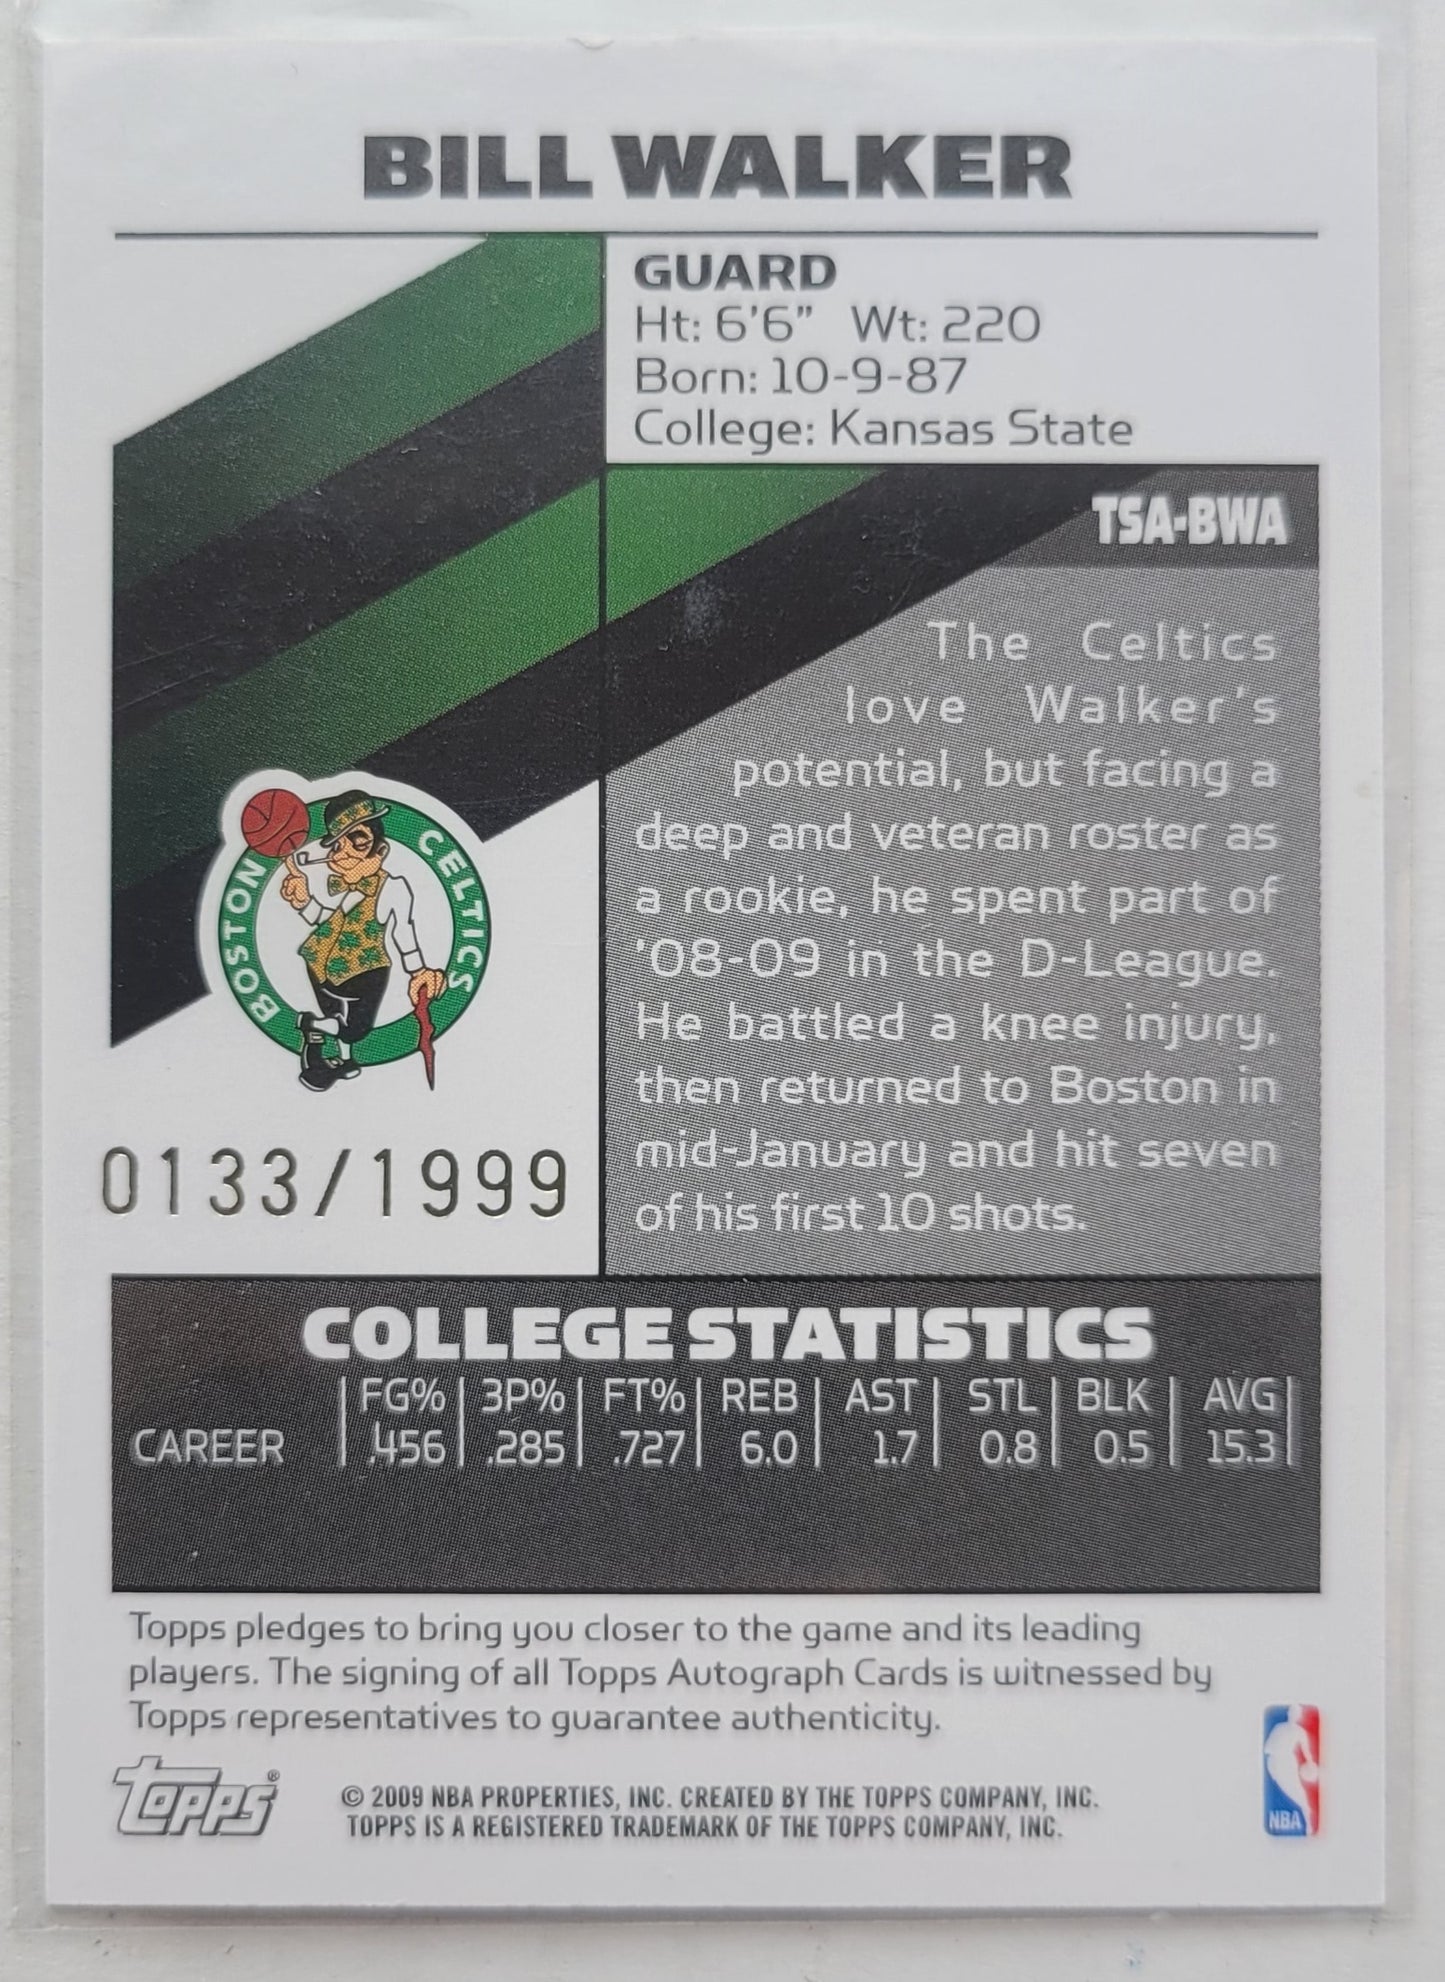 BILL WALKER
GUARD
Ht: 6'6" Wt: 220
Born: 10-9-87
College: Kansas State
TSA-BWA
The Celtics
love Walker's
potential, but facing a
deep and veteran roster as
a rookie, he spent part of
'08-09 in the D-League.
He battled a knee injury,
then returned to Boston in
mid-January and hit seven
of his first 10 shots.
BOSTON CELTICS
0133/1999
COLLEGE STATISTICS
FG% 3P% FT% REB AST STL BLK AVG
CAREER .456 .285 .727 6.0 1.7 0.8 0.5 15.3
Topps pledges to bring you closer to the game and its leading
players. The signing of all Topps Autograph Cards is witnessed by
Topps representatives to guarantee authenticity.
Topps®
© 2009 NBA PROPERTIES, INC. CREATED BY THE TOPPS COMPANY, INC.
TOPPS IS A REGISTERED TRADEMARK OF THE TOPPS COMPANY, INC.
NBA